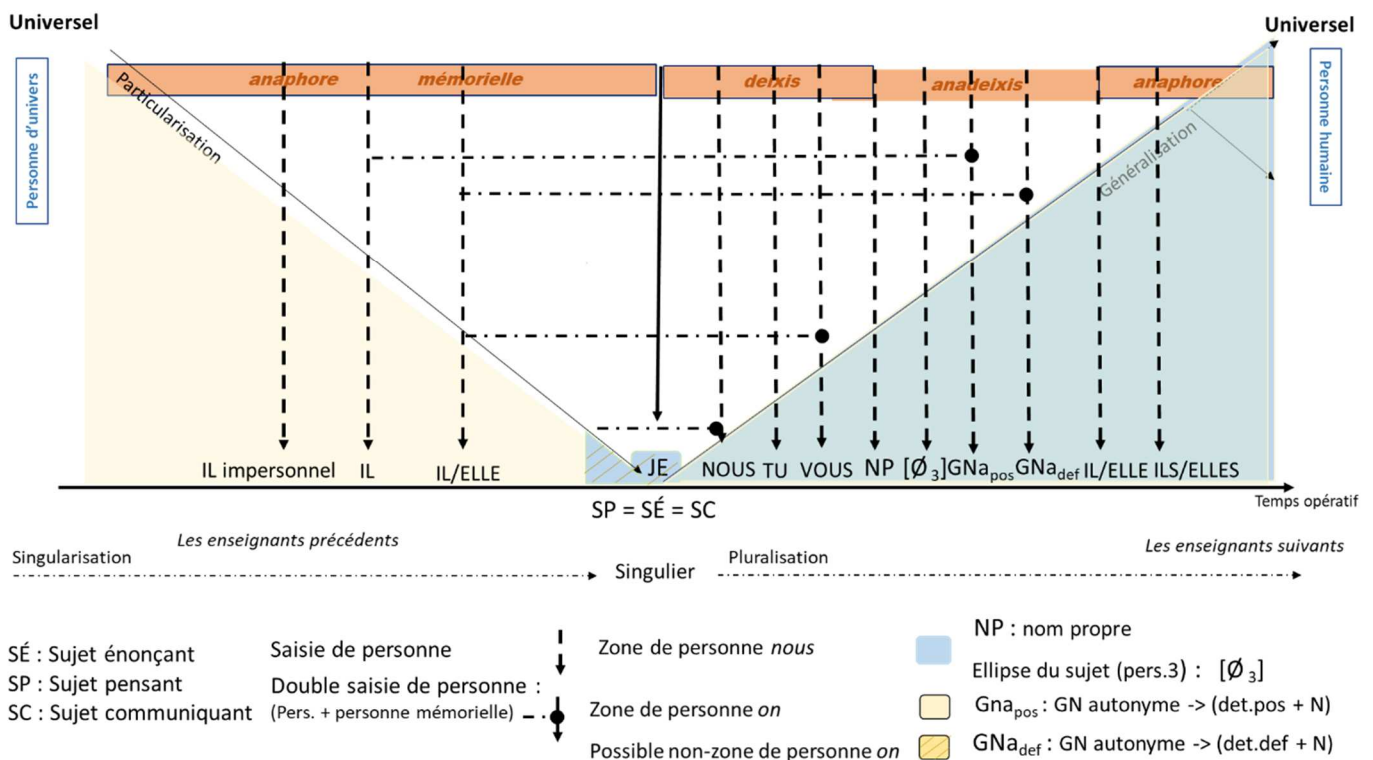 Universel
Universel
Personne d'univers
Personne humaine
anaphore mémorielle
deixis
anadeixis
anaphore
Particularisation
Généralisation
IL impersonnel IL IL/ELLE JE NOUS TU VOUS NP [Ø 3] GNapos GNadef IL/ELLE ILS/ELLES
SP = SÉ = SC
Temps opératif
Les enseignants précédents
Les enseignants suivants
Singularisation
Singulier
Pluralisation
SÉ : Sujet énonçant
SP : Sujet pensant
SC : Sujet communiquant
Saisie de personne
Double saisie de personne :
(Pers. + personne mémorielle)
Zone de personne nous
Zone de personne on
Possible non-zone de personne on
NP : nom propre
Ellipse du sujet (pers.3) : [Ø 3]
Gnapos : GN autonyme -> (det.pos + N)
GNadef : GN autonyme -> (det.def + N)